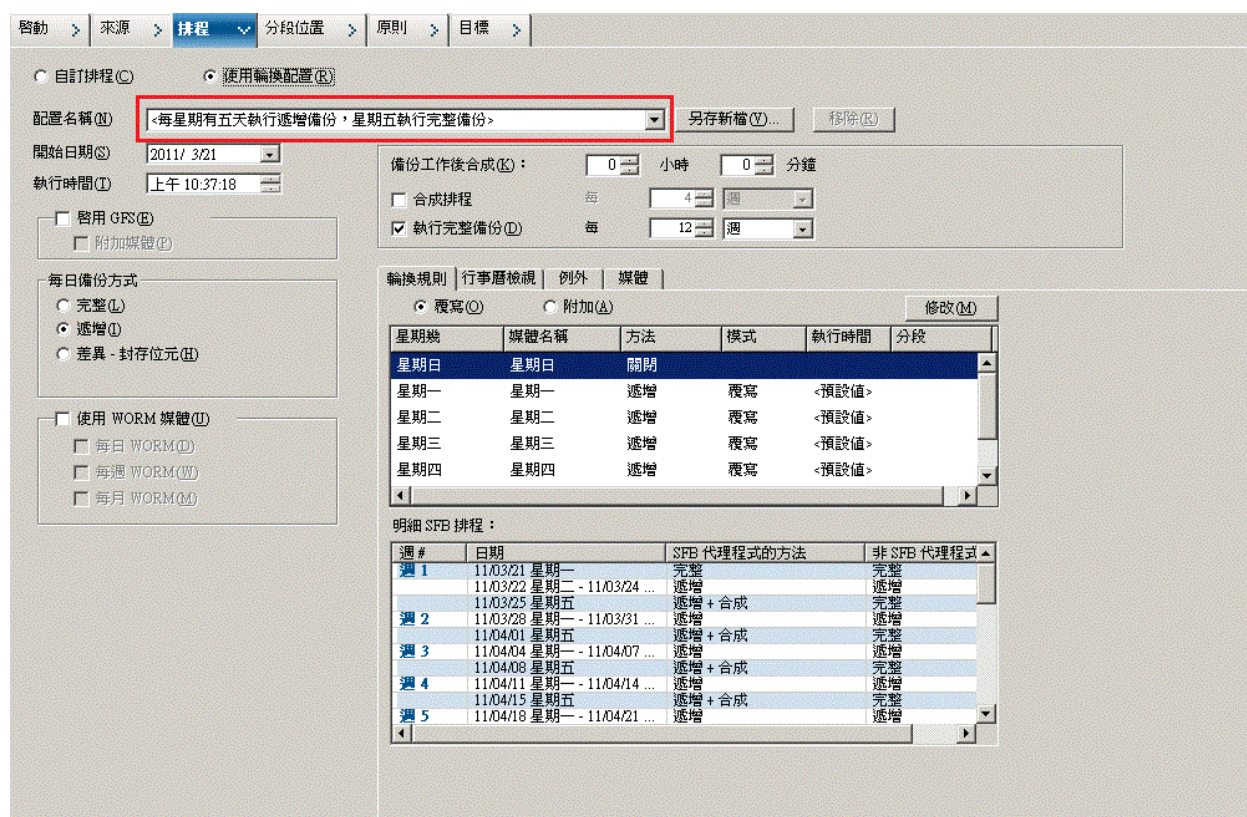 啓動 來源 排程 分段位置 原則 目標
自訂排程(C) 使用輪換配置(R)
配置名稱(N) <每星期有五天執行遞增備份，星期五執行完整備份> 另存新檔(V)... 移除(R)
開始日期(S) 2011/ 3/21
執行時間(T) 上午 10:37:18
啓用 GFS(E)
附加媒體(P)
每日備份方式
完整(L)
遞增(I)
差異 - 封存位元(H)
使用 WORM 媒體(U)
每日 WORM(D)
每週 WORM(W)
每月 WORM(M)
備份工作後合成(K)： 0 小時 0 分鐘
合成排程 每 4 週
執行完整備份(D) 每 12 週
輪換規則 行事曆檢視 例外 媒體
覆寫(O) 附加(A) 修改(M)
星期幾 媒體名稱 方法 模式 執行時間 分段
星期日 星期日 關閉
星期一 星期一 遞增 覆寫 <預設值>
星期二 星期二 遞增 覆寫 <預設值>
星期三 星期三 遞增 覆寫 <預設值>
星期四 星期四 遞增 覆寫 <預設值>
明細 SFB 排程：
週 # 日期 SFB 代理程式的方法 非 SFB 代理程式
週 1 11/03/21 星期一 完整 完整
11/03/22 星期二 - 11/03/24 ... 遞增 遞增
11/03/25 星期五 遞增 + 合成 完整
週 2 11/03/28 星期一 - 11/03/31 ... 遞增 遞增
11/04/01 星期五 遞增 + 合成 完整
週 3 11/04/04 星期一 - 11/04/07 ... 遞增 遞增
11/04/08 星期五 遞增 + 合成 完整
週 4 11/04/11 星期一 - 11/04/14 ... 遞增 遞增
11/04/15 星期五 遞增 + 合成 完整
週 5 11/04/18 星期一 - 11/04/21 ... 遞增 遞增